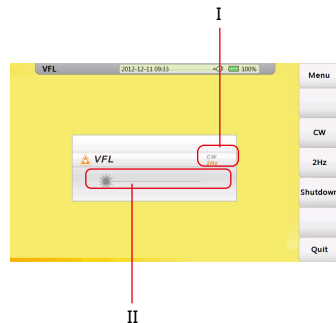 I
VFL 2012-12-11 09:33 100%
Menu
CW
2Hz
Shutdown
Quit
VFL
CW
2Hz
II